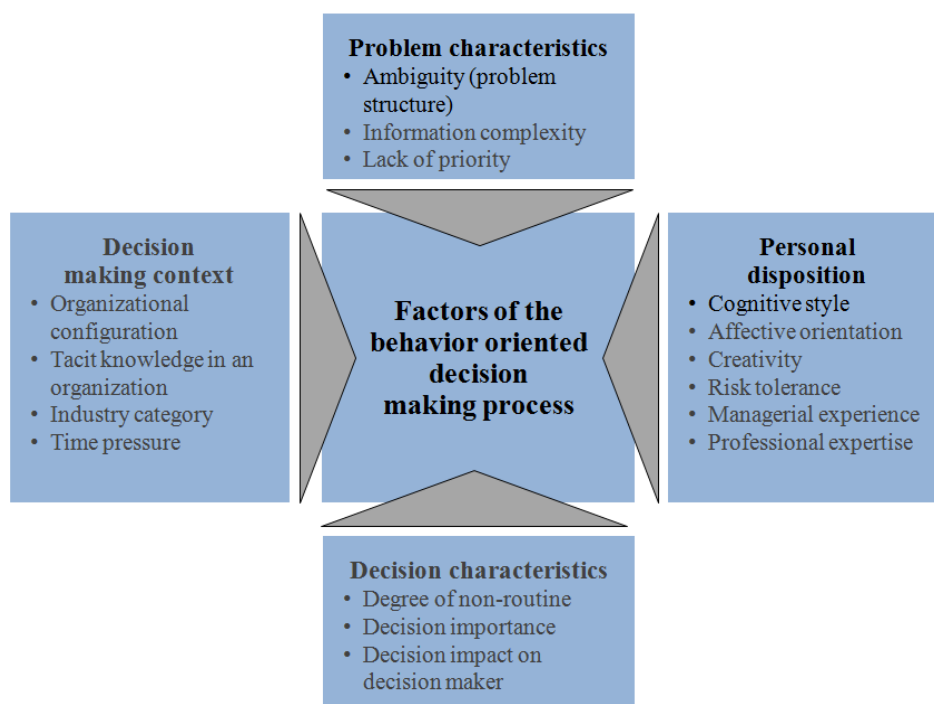 Problem characteristics
• Ambiguity (problem
structure)
• Information complexity
• Lack of priority
Decision
making context
• Organizational
configuration
• Tacit knowledge in an
organization
• Industry category
• Time pressure
Factors of the
behavior oriented
decision
making process
Personal
disposition
• Cognitive style
• Affective orientation
• Creativity
• Risk tolerance
• Managerial experience
• Professional expertise
Decision characteristics
• Degree of non-routine
• Decision importance
• Decision impact on
decision maker